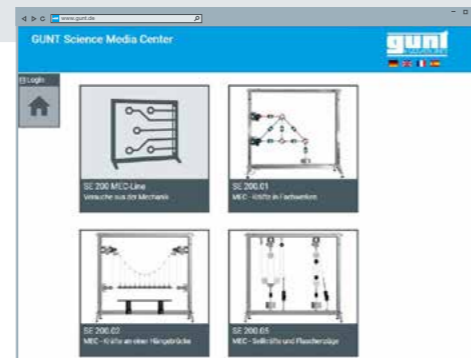 www.gunt.de
GUNT Science Media Center
gunt
Login
SE 200 MEC-Line
Versuche aus der Mechanik
SE 200.01
MEC - Kräfte in Fachwerken
SE 200.02
MEC - Kräfte an einer Hängebrücke
SE 200.05
MEC - Seilkräfte und Flaschenzüge